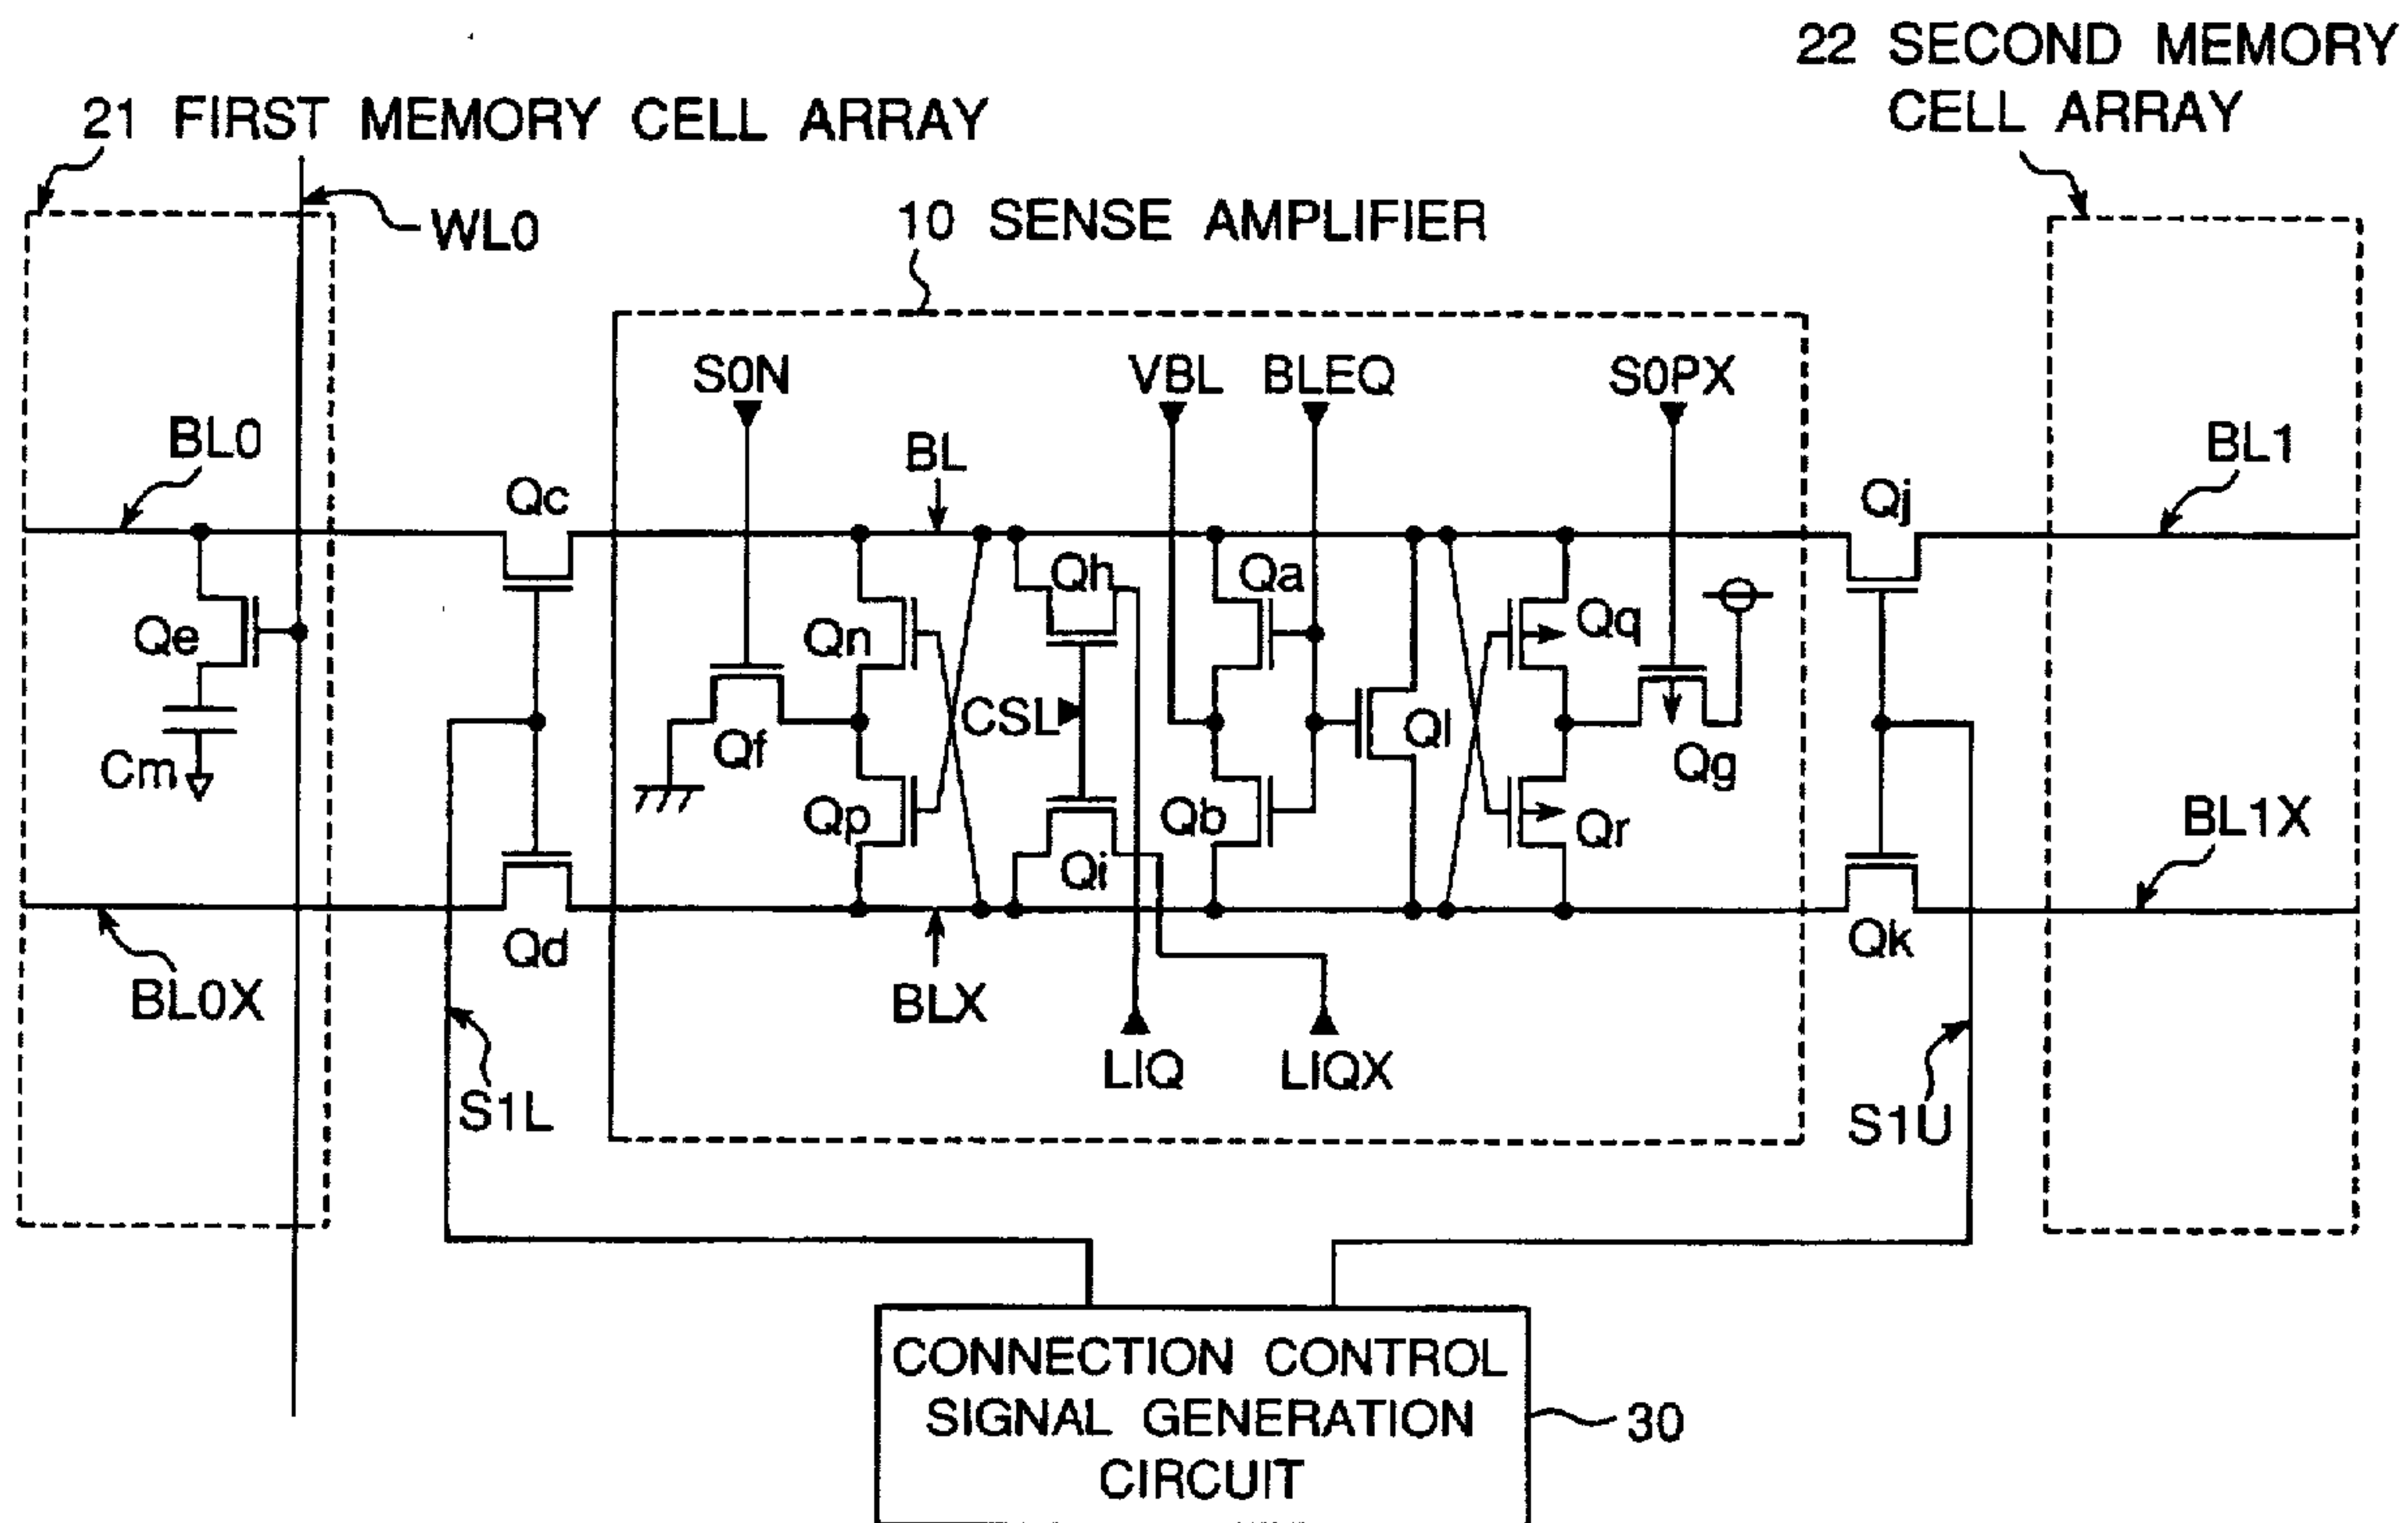 22 SECOND MEMORY
CELL ARRAY
21 FIRST MEMORY CELL ARRAY
WL0
10 SENSE AMPLIFIER
S0N
VBL
BLEQ
S0PX
BL0
BL
BL1
Qc
Qj
Qh
Qa
Qe
Qn
Qq
CSL
Ql
Qf
Qg
Cm
Qp
Qb
Qr
BL1X
Qi
Qd
Qk
BL0X
BLX
LIQ
LIQX
S1L
S1U
CONNECTION CONTROL
SIGNAL GENERATION
CIRCUIT
30